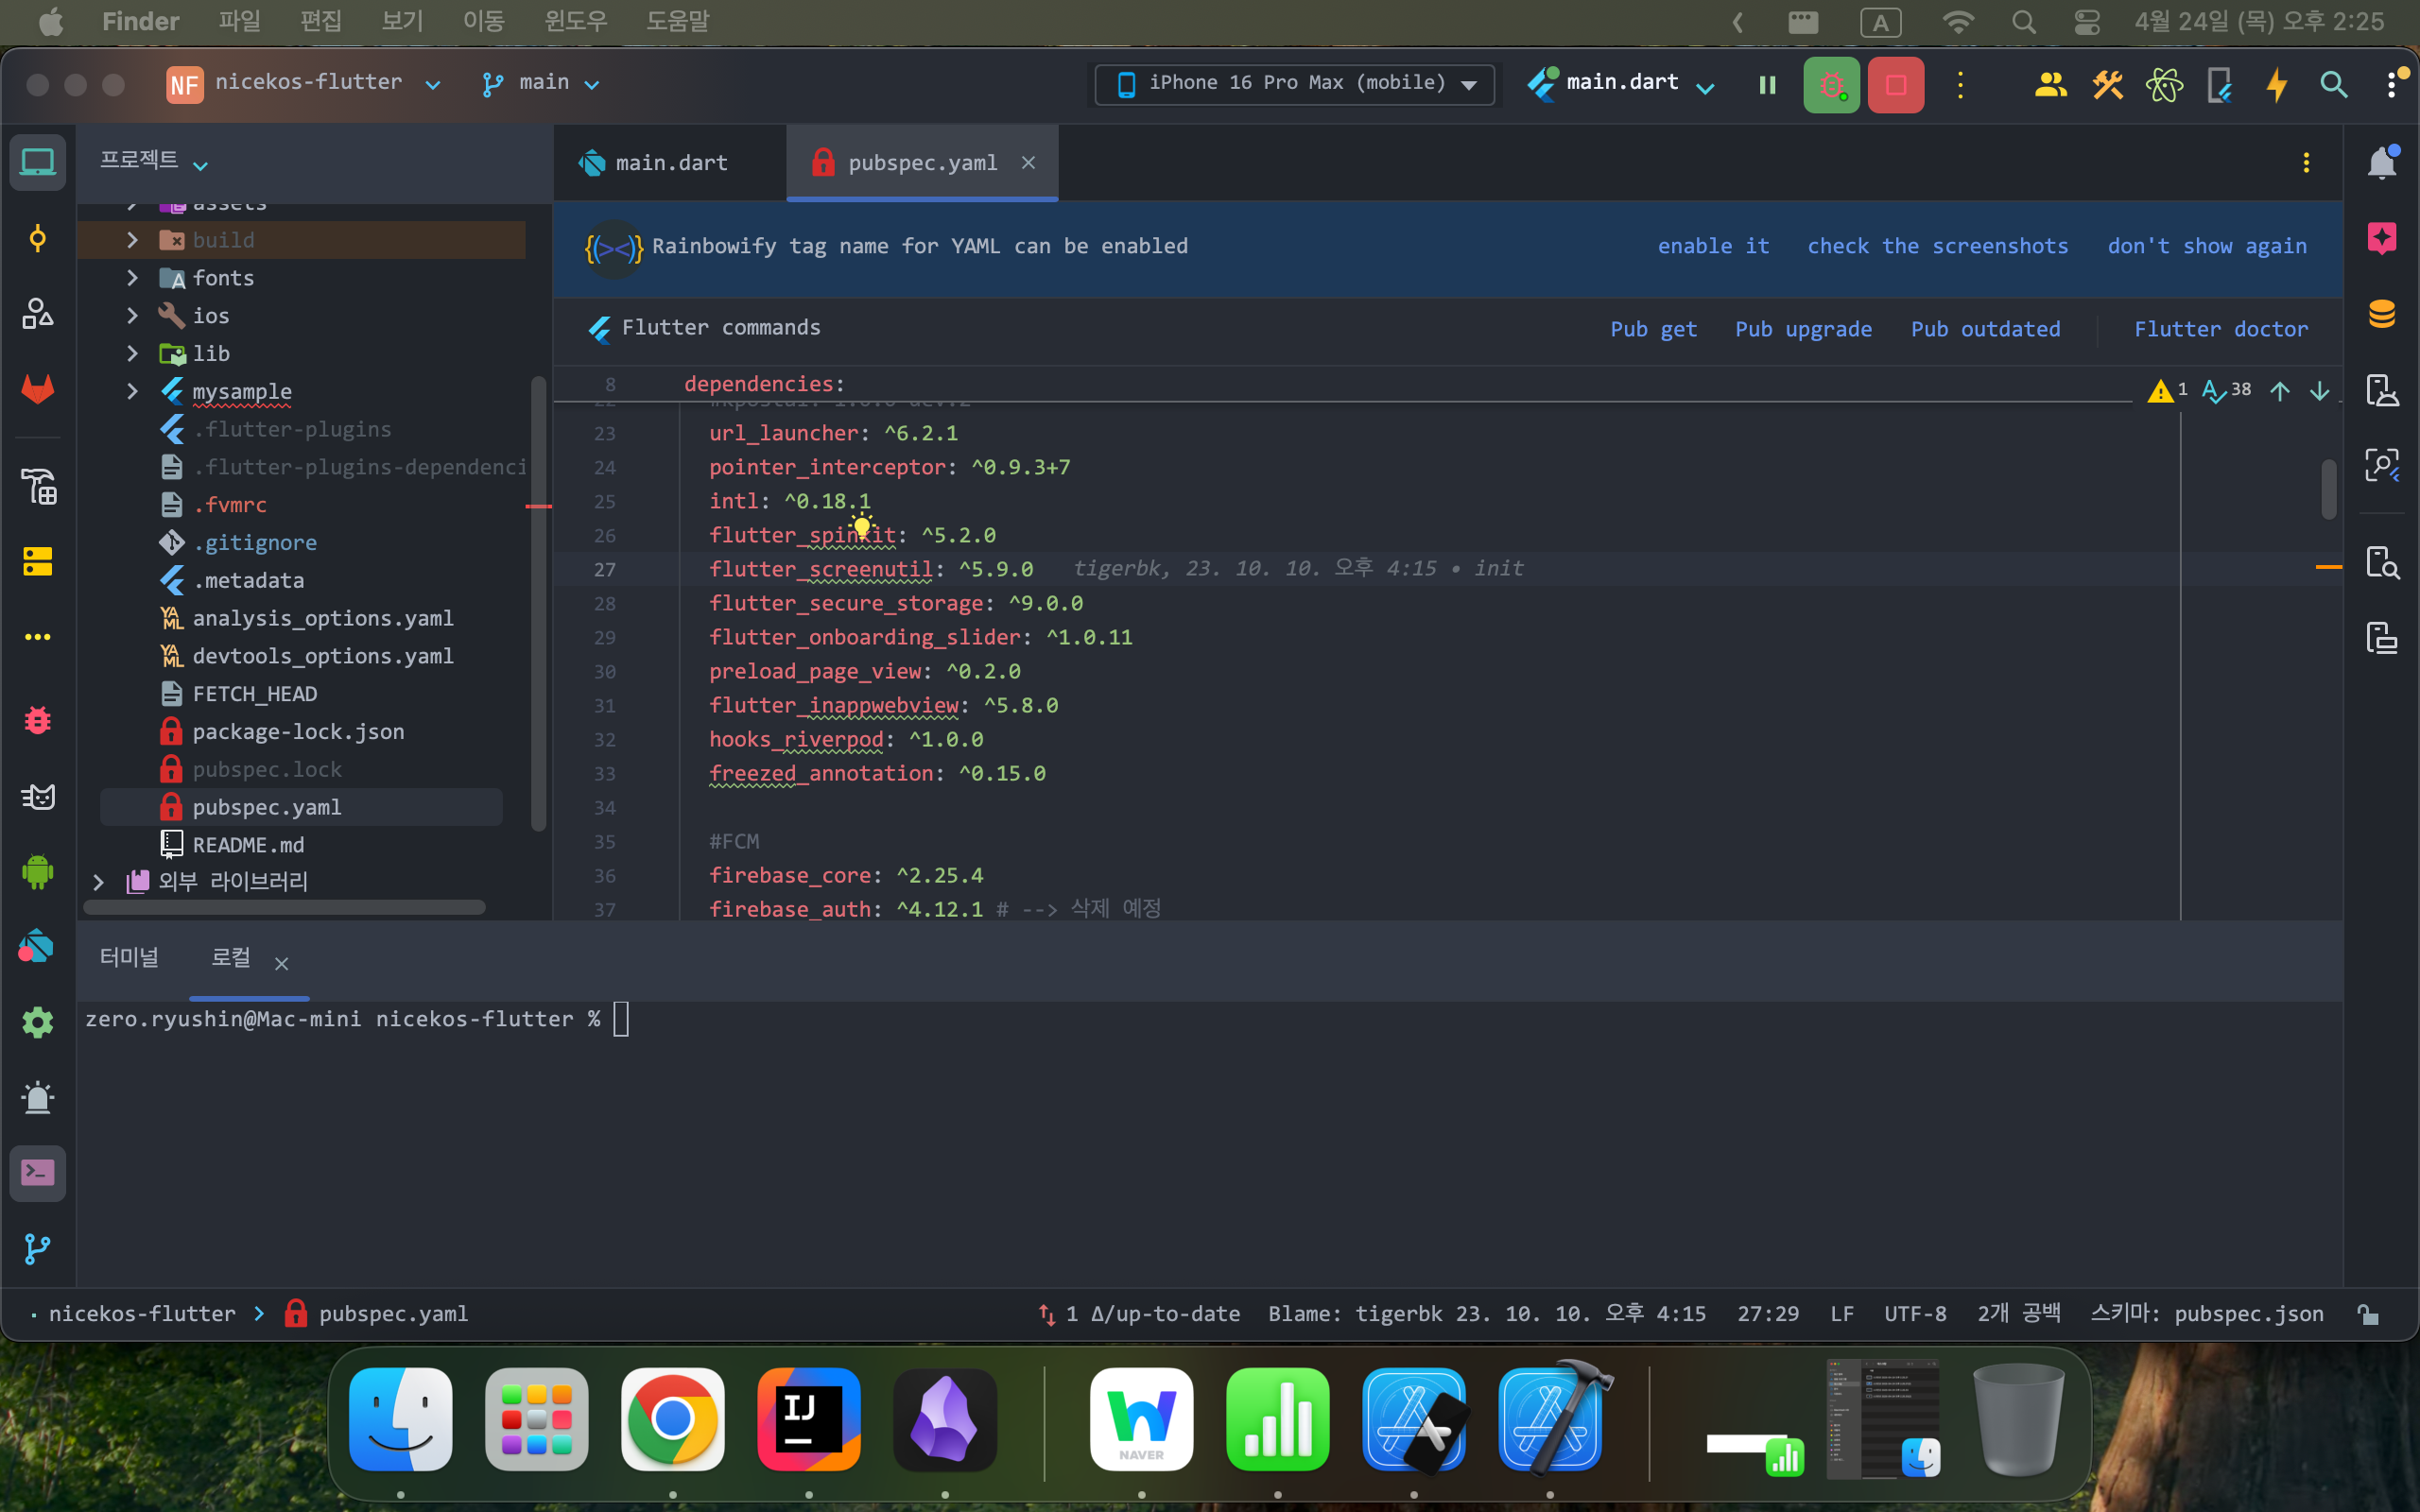 Finder 파일 편집 보기 이동 윈도우 도움말 A 4월 24일 (목) 오후 2:25
NF nicekos-flutter main iPhone 16 Pro Max (mobile) main.dart
프로젝트
main.dart pubspec.yaml
assets
build
fonts
ios
lib
mysample
.flutter-plugins
.flutter-plugins-dependenci
.fvmrc
.gitignore
.metadata
analysis_options.yaml
devtools_options.yaml
FETCH_HEAD
package-lock.json
pubspec.lock
pubspec.yaml
README.md
외부 라이브러리
Rainbowify tag name for YAML can be enabled enable it check the screenshots don't show again
Flutter commands Pub get Pub upgrade Pub outdated Flutter doctor
8 dependencies: 1 38
23 url_launcher: ^6.2.1
24 pointer_interceptor: ^0.9.3+7
25 intl: ^0.18.1
26 flutter_spinkit: ^5.2.0
27 flutter_screenutil: ^5.9.0 tigerbk, 23. 10. 10. 오후 4:15 • init
28 flutter_secure_storage: ^9.0.0
29 flutter_onboarding_slider: ^1.0.11
30 preload_page_view: ^0.2.0
31 flutter_inappwebview: ^5.8.0
32 hooks_riverpod: ^1.0.0
33 freezed_annotation: ^0.15.0
34
35 #FCM
36 firebase_core: ^2.25.4
37 firebase_auth: ^4.12.1 # --> 삭제 예정
터미널 로컬
zero.ryushin@Mac-mini nicekos-flutter %
nicekos-flutter > pubspec.yaml 1 Δ/up-to-date Blame: tigerbk 23. 10. 10. 오후 4:15 27:29 LF UTF-8 2개 공백 스키마: pubspec.json
IJ
W
NAVER